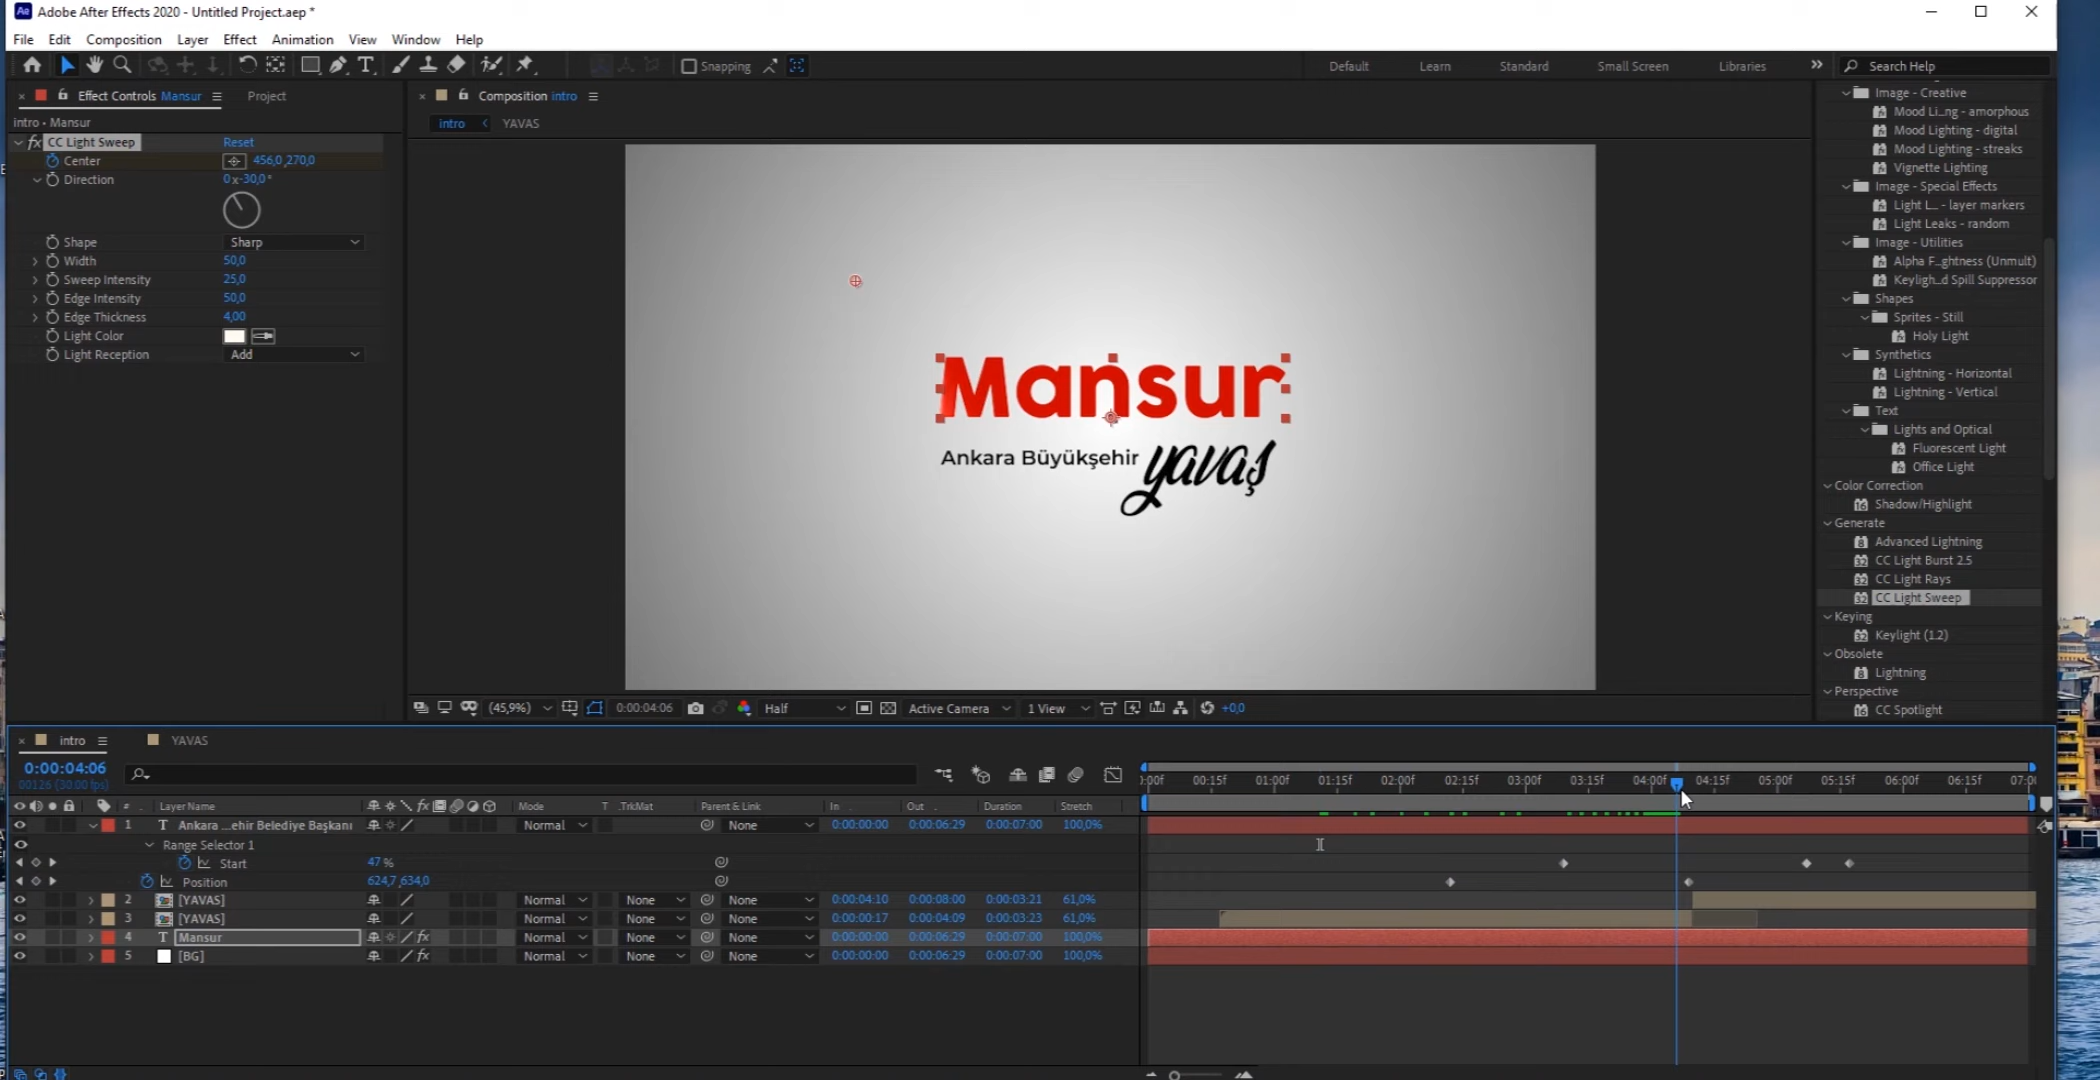 Adobe After Effects 2020 - Untitled Project.aep *
File Edit Composition Layer Effect Animation View Window Help
Snapping Default Learn Standard Small Screen Libraries » Search Help
Effect Controls Mansur Project
intro • Mansur
fx CC Light Sweep Reset
Center 456,0 ,270,0
Direction 0 x -30,0 °
Shape Sharp
Width 50,0
Sweep Intensity 25,0
Edge Intensity 50,0
Edge Thickness 4,00
Light Color
Light Reception Add
Composition intro
intro YAVAS
Mansur
Ankara Büyükşehir yavaş
(45,9%) 0:00:04:06 Half Active Camera 1 View +0,0
Image - Creative
Mood Li...ng - amorphous
Mood Lighting - digital
Mood Lighting - streaks
Vignette Lighting
Image - Special Effects
Light L... - layer markers
Light Leaks - random
Image - Utilities
Alpha F...ghtness (Unmult)
Keyligh...d Spill Suppressor
Shapes
Sprites - Still
Holy Light
Synthetics
Lightning - Horizontal
Lightning - Vertical
Text
Lights and Optical
Fluorescent Light
Office Light
Color Correction
Shadow/Highlight
Generate
Advanced Lightning
CC Light Burst 2.5
CC Light Rays
CC Light Sweep
Keying
Keylight (1.2)
Obsolete
Lightning
Perspective
CC Spotlight
intro YAVAS
0:00:04:06
00126 (30.00 fps)
:00f 00:15f 01:00f 01:15f 02:00f 02:15f 03:00f 03:15f 04:00f 04:15f 05:00f 05:15f 06:00f 06:15f 07:00
# Layer Name Mode T .TrkMat Parent & Link In Out Duration Stretch
1 T Ankara ...ehir Belediye Başkanı Normal None 0:00:00:00 0:00:06:29 0:00:07:00 100,0%
Range Selector 1
Start 47 %
Position 624,7 ,634,0
2 [YAVAS] Normal None None 0:00:04:10 0:00:08:00 0:00:03:21 61,0%
3 [YAVAS] Normal None None 0:00:00:17 0:00:04:09 0:00:03:23 61,0%
4 T Mansur fx Normal None None 0:00:00:00 0:00:06:29 0:00:07:00 100,0%
5 [BG] fx Normal None None 0:00:00:00 0:00:06:29 0:00:07:00 100,0%